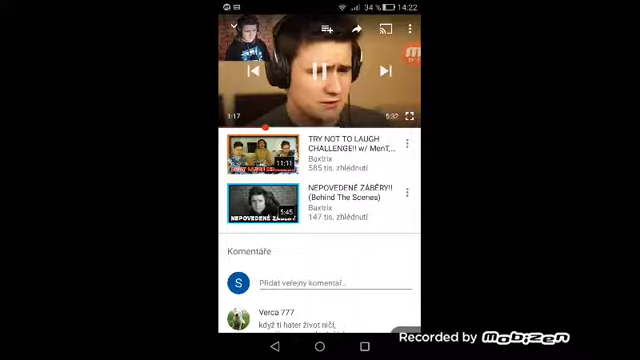 34 % 14:22
1:17
5:32
TRY NOT TO LAUGH
CHALLENGE!! w/ MenT,...
Baxtrix
585 tis. zhlédnutí
11:11
NEPOVEDENÉ ZÁBĚRY!!
(Behind The Scenes)
Baxtrix
147 tis. zhlédnutí
5:45
NEPOVEDENÉ ZÁBĚRY
Komentáře
S
Přidat veřejný komentář...
Verca 777
když ti hater život ničí,
Recorded by MOBIZEN